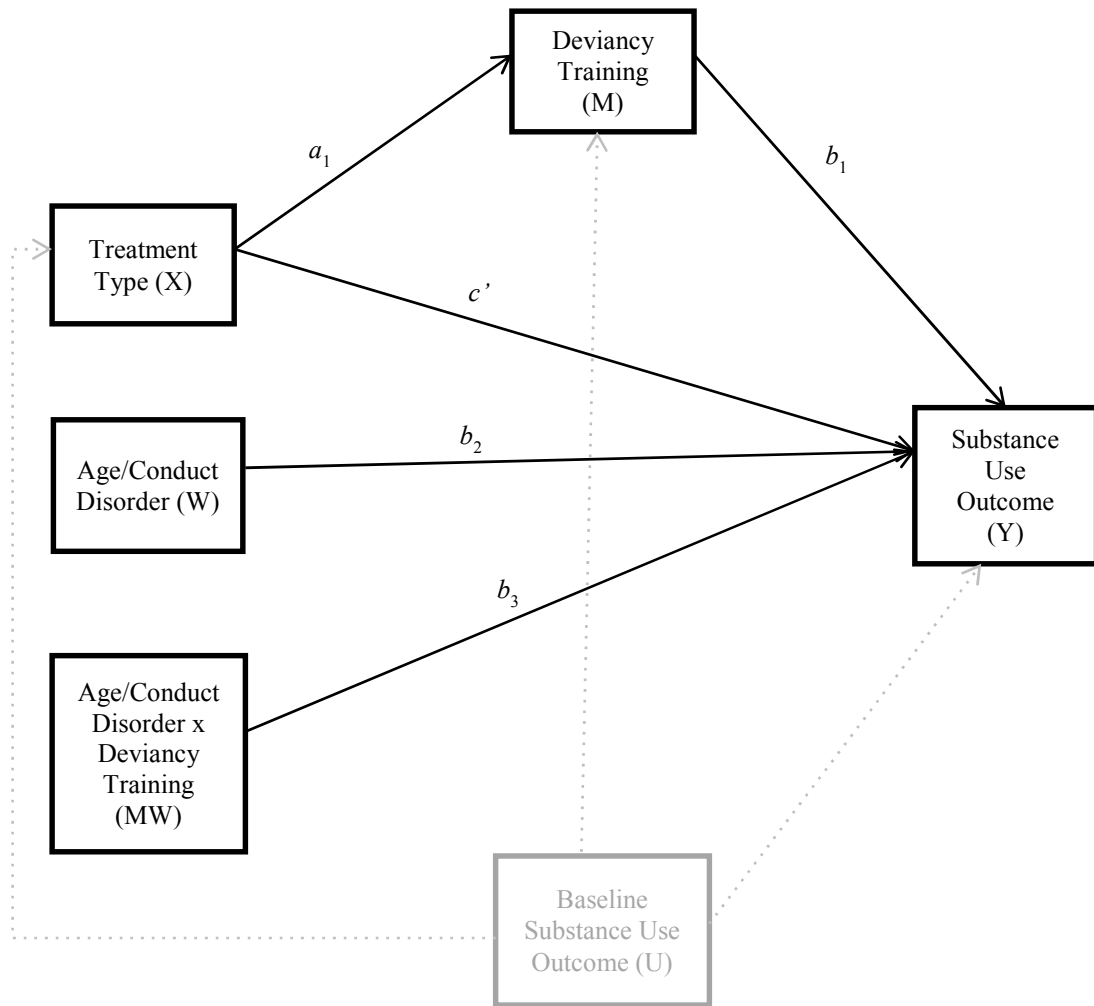 Deviancy
Training
(M)
a1
b1
Treatment
Type (X)
c’
Age/Conduct
Disorder (W)
b2
Substance
Use
Outcome
(Y)
b3
Age/Conduct
Disorder x
Deviancy
Training
(MW)
Baseline
Substance Use
Outcome (U)